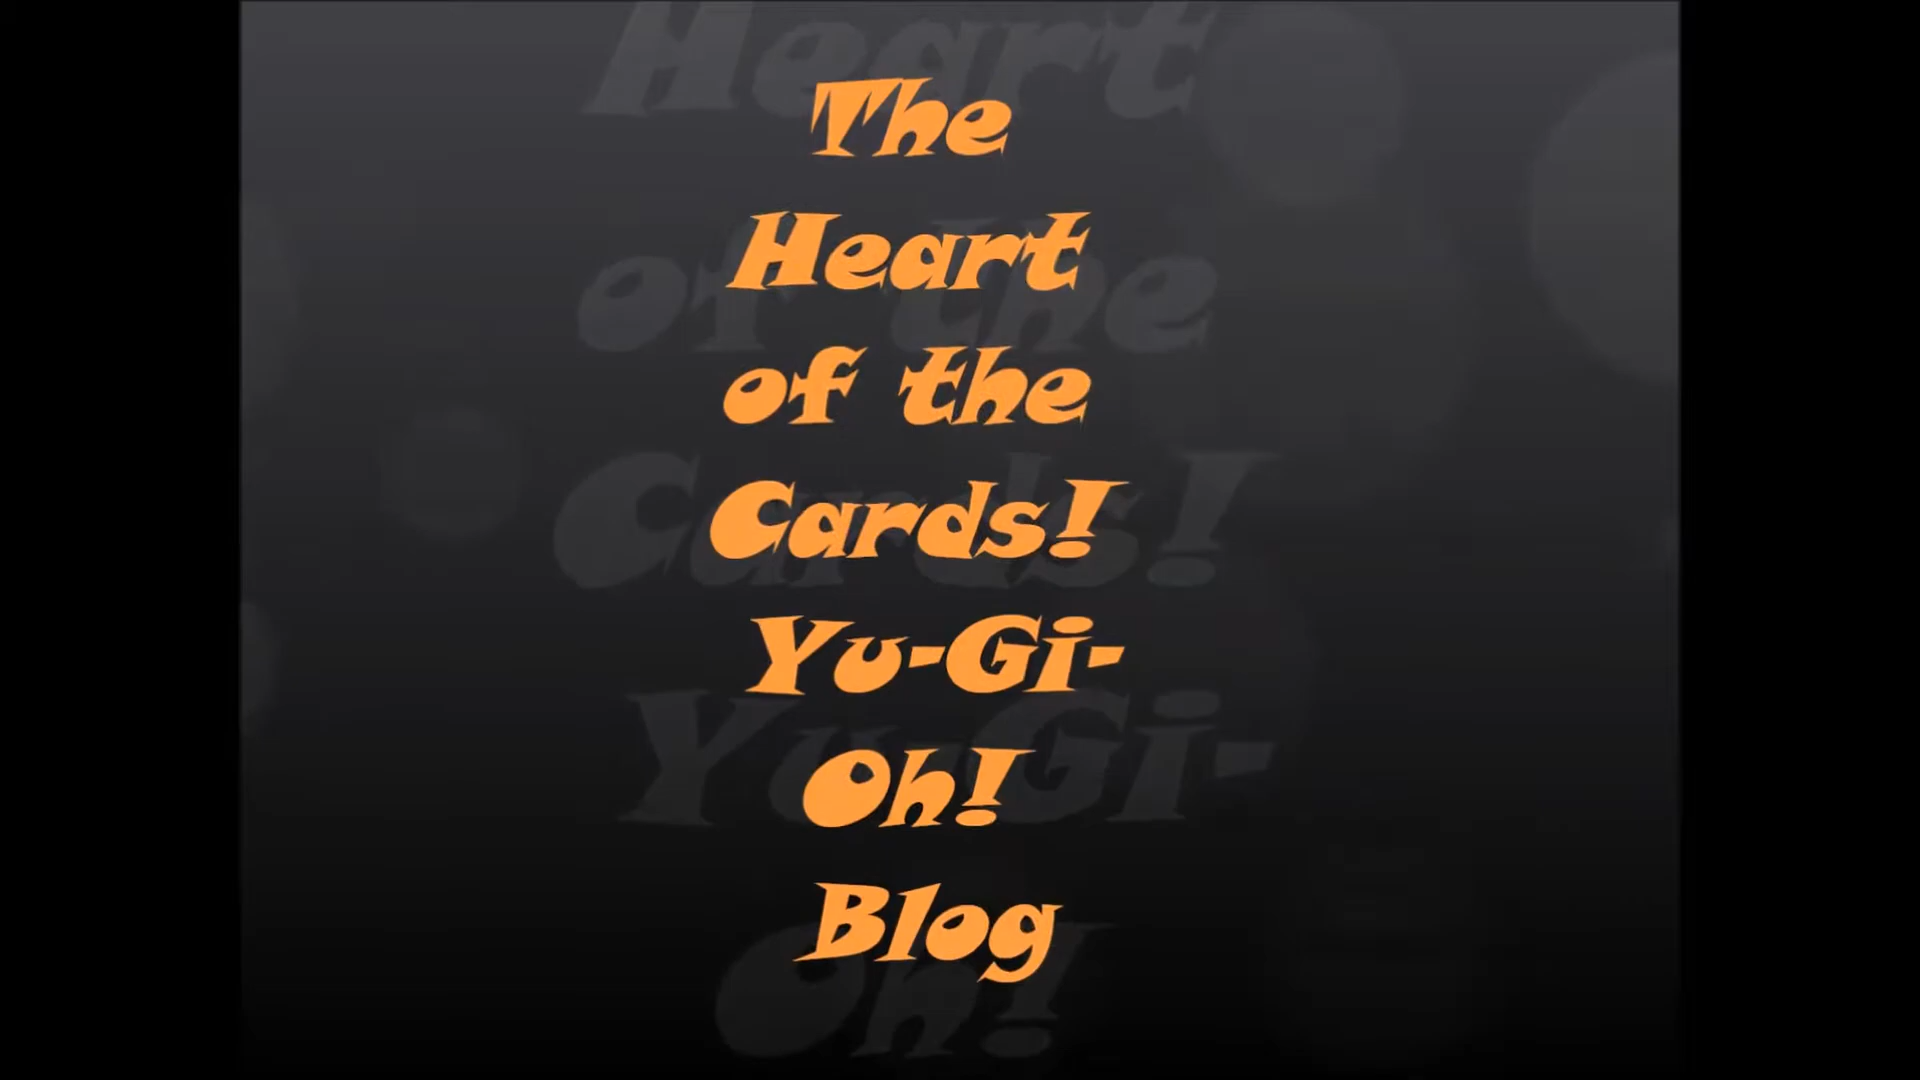 The
Heart
of the
Cards!
Yu-Gi-
Oh!
Blog